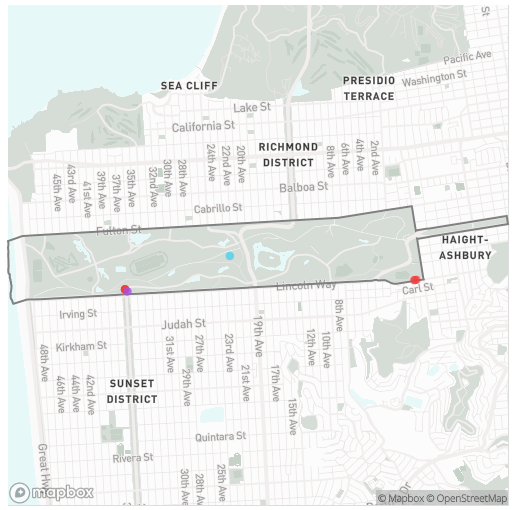 St
Pacific Ave
Washington St
SEA CLIFF
PRESIDIO
TERRACE
Lake St
California St
RICHMOND
DISTRICT
45th Ave
43rd Ave
41st Ave
39th Ave
37th Ave
35th Ave
32nd Ave
30th Ave
28th Ave
24th Ave
22nd Ave
20th Ave
8th Ave
6th Ave
4th Ave
2nd Ave
Balboa St
Cabrillo St
Fulton St
HAIGHT-
ASHBURY
Lincoln Way
Carl St
Irving St
Judah St
Kirkham St
48th Ave
46th Ave
44th Ave
42nd Ave
31st Ave
29th Ave
27th Ave
23rd Ave
21st Ave
19th Ave
17th Ave
15th Ave
12th Ave
10th Ave
8th Ave
SUNSET
DISTRICT
Quintara St
Rivera St
Great Hw
30th Ave
28th Ave
25th Ave
Dr
mapbox
© Mapbox © OpenStreetMap